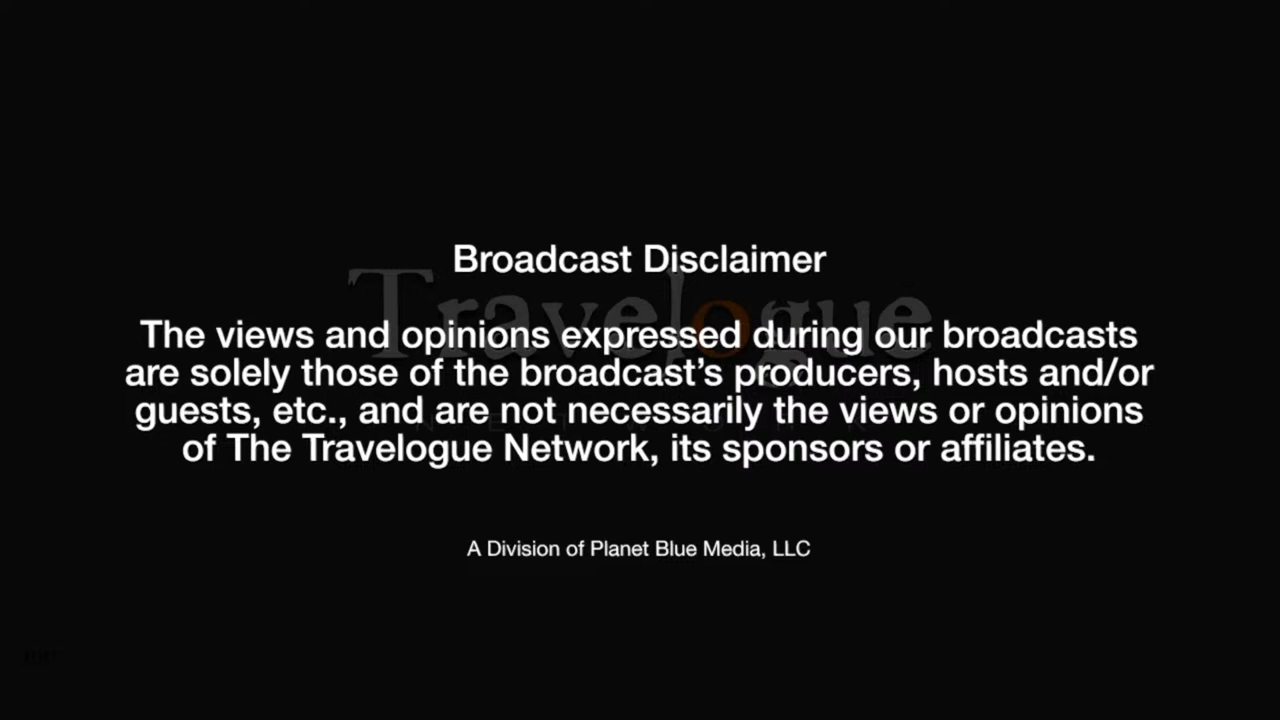 Broadcast Disclaimer
Travelogue
The views and opinions expressed during our broadcasts
are solely those of the broadcast’s producers, hosts and/or
guests, etc., and are not necessarily the views or opinions
of The Travelogue Network, its sponsors or affiliates.
A Division of Planet Blue Media, LLC